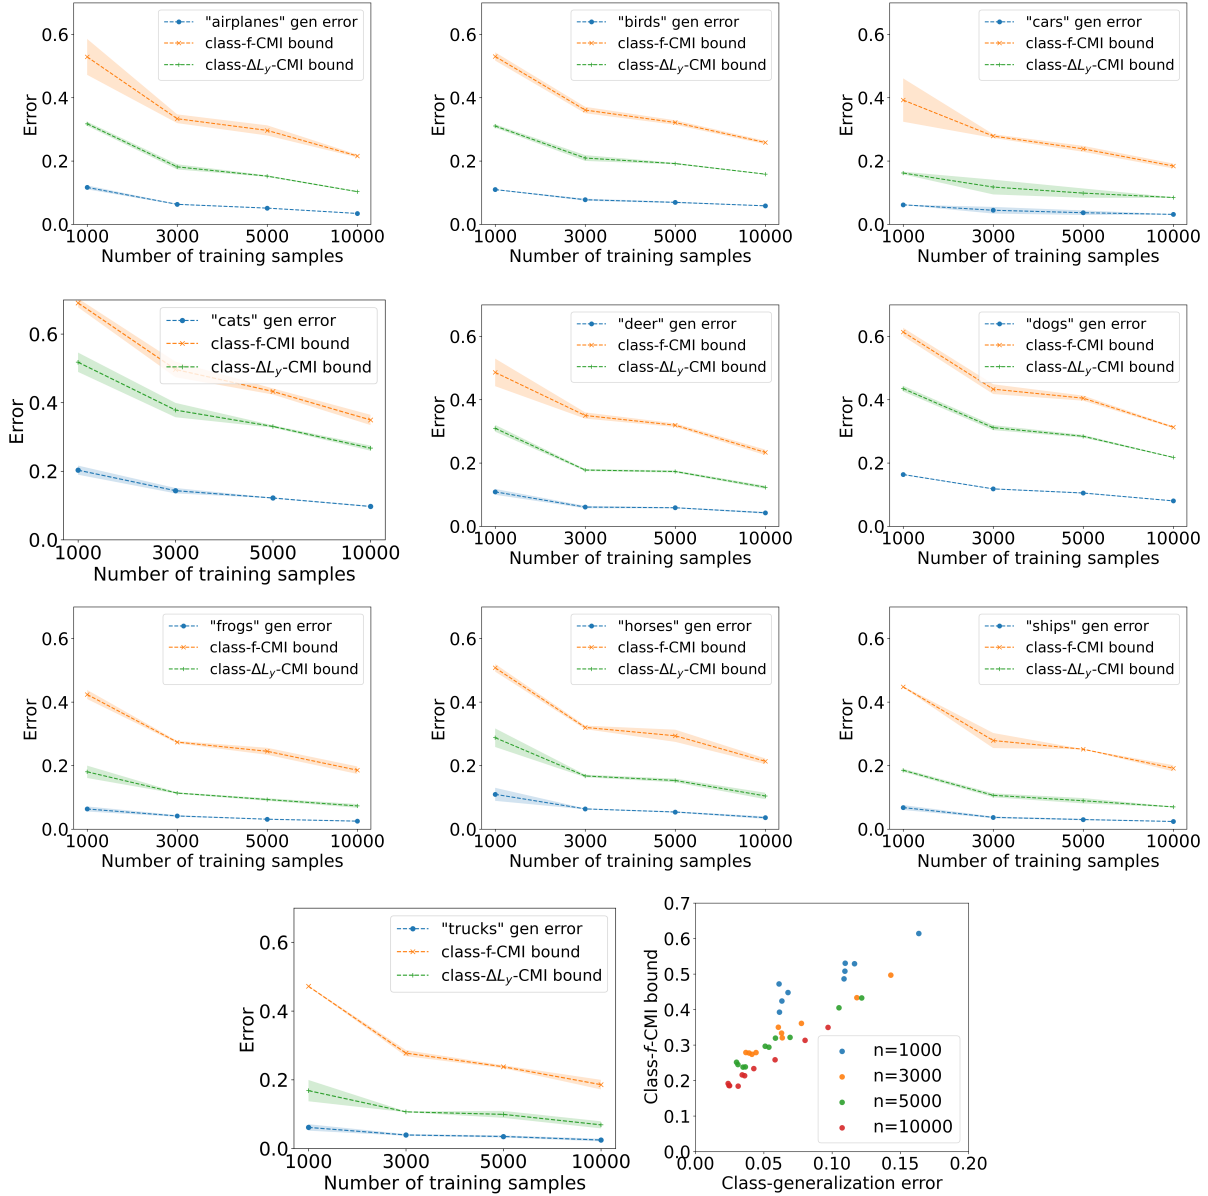 "airplanes" gen error
class-f-CMI bound
class-ΔL_y-CMI bound
0.6
0.4
0.2
0.0
Error
1000 3000 5000 10000
Number of training samples
"birds" gen error
class-f-CMI bound
class-ΔL_y-CMI bound
0.6
0.4
0.2
0.0
Error
1000 3000 5000 10000
Number of training samples
"cars" gen error
class-f-CMI bound
class-ΔL_y-CMI bound
0.6
0.4
0.2
0.0
Error
1000 3000 5000 10000
Number of training samples
"cats" gen error
class-f-CMI bound
class-ΔL_y-CMI bound
0.6
0.4
0.2
0.0
Error
1000 3000 5000 10000
Number of training samples
"deer" gen error
class-f-CMI bound
class-ΔL_y-CMI bound
0.6
0.4
0.2
0.0
Error
1000 3000 5000 10000
Number of training samples
"dogs" gen error
class-f-CMI bound
class-ΔL_y-CMI bound
0.6
0.4
0.2
0.0
Error
1000 3000 5000 10000
Number of training samples
"frogs" gen error
class-f-CMI bound
class-ΔL_y-CMI bound
0.6
0.4
0.2
0.0
Error
1000 3000 5000 10000
Number of training samples
"horses" gen error
class-f-CMI bound
class-ΔL_y-CMI bound
0.6
0.4
0.2
0.0
Error
1000 3000 5000 10000
Number of training samples
"ships" gen error
class-f-CMI bound
class-ΔL_y-CMI bound
0.6
0.4
0.2
0.0
Error
1000 3000 5000 10000
Number of training samples
"trucks" gen error
class-f-CMI bound
class-ΔL_y-CMI bound
0.6
0.4
0.2
0.0
Error
1000 3000 5000 10000
Number of training samples
0.7
0.6
0.5
0.4
0.3
0.2
0.1
0.0
Class-f-CMI bound
n=1000
n=3000
n=5000
n=10000
0.00 0.05 0.10 0.15 0.20
Class-generalization error